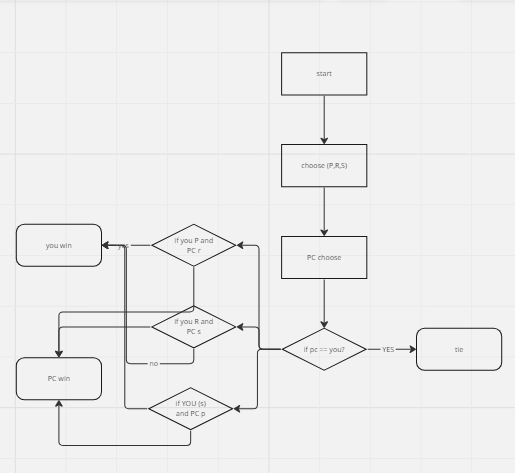 start
choose (P,R,S)
PC choose
if pc == you?
YES
tie
if you P and
PC r
yes
you win
if you R and
PC s
no
PC win
if YOU (s)
and PC p